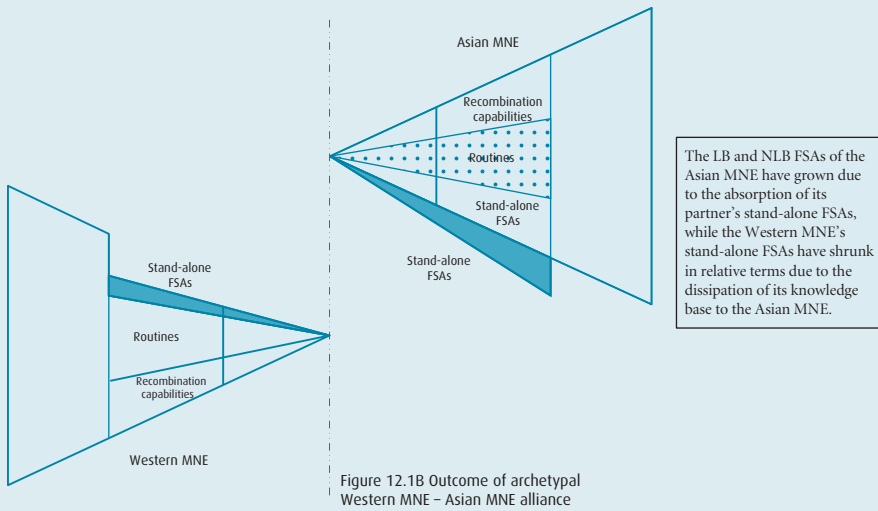 Asian MNE
Recombination
capabilities
Routines
Stand-alone
FSAs
Stand-alone
FSAs
The LB and NLB FSAs of the
Asian MNE have grown due
to the absorption of its
partner's stand-alone FSAs,
while the Western MNE's
stand-alone FSAs have shrunk
in relative terms due to the
dissipation of its knowledge
base to the Asian MNE.
Stand-alone
FSAs
Routines
Recombination
capabilities
Western MNE
Figure 12.1B Outcome of archetypal
Western MNE – Asian MNE alliance